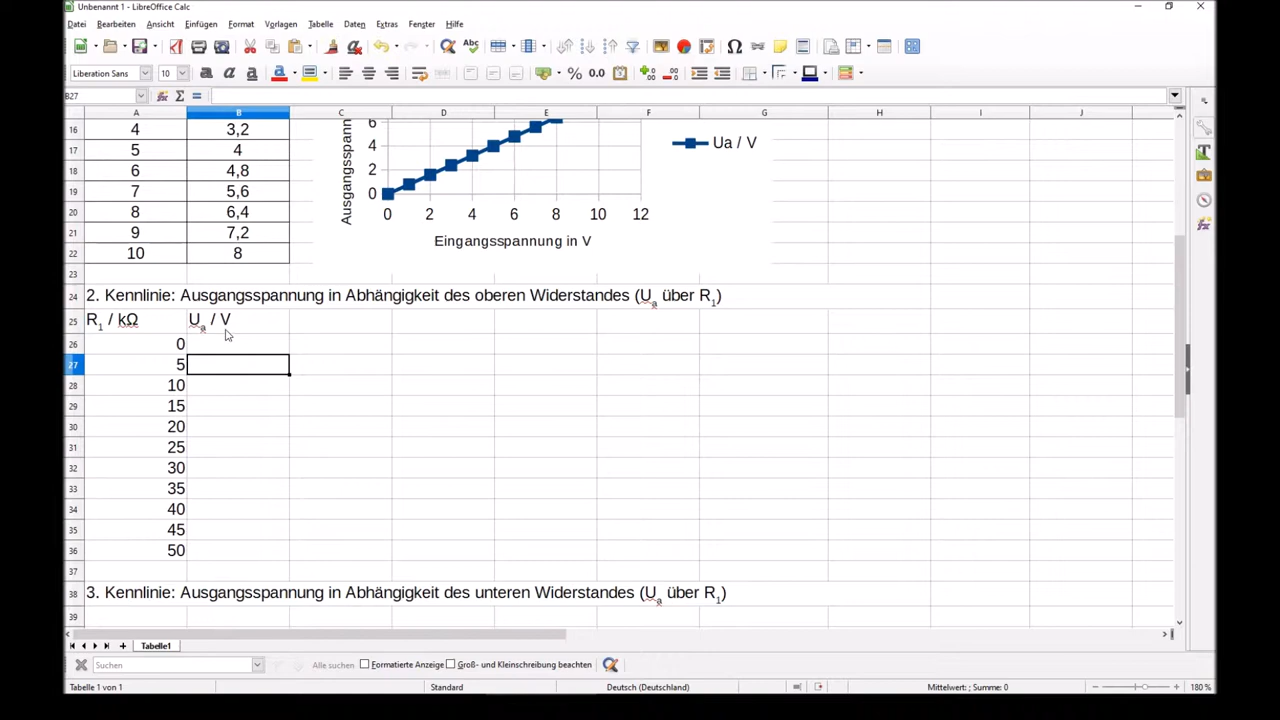 Unbenannt 1 - LibreOffice Calc
Datei Bearbeiten Ansicht Einfügen Format Vorlagen Tabelle Daten Extras Fenster Hilfe
Liberation Sans 10 a a a a % 0.0
B27
A B C D E F G H I J
16 4 3,2
17 5 4
18 6 4,8
19 7 5,6
20 8 6,4
21 9 7,2
22 10 8
Ausgangsspann
6
4
2
0
0 2 4 6 8 10 12
Eingangsspannung in V
Ua / V
23
24 2. Kennlinie: Ausgangsspannung in Abhängigkeit des oberen Widerstandes (Ua über R1)
25 R1 / kΩ Ua / V
26 0
27 5
28 10
29 15
30 20
31 25
32 30
33 35
34 40
35 45
36 50
37
38 3. Kennlinie: Ausgangsspannung in Abhängigkeit des unteren Widerstandes (Ua über R1)
39
Tabelle1
Suchen Alle suchen Formatierte Anzeige Groß- und Kleinschreibung beachten
Tabelle 1 von 1 Standard Deutsch (Deutschland) Mittelwert: ; Summe: 0 180 %